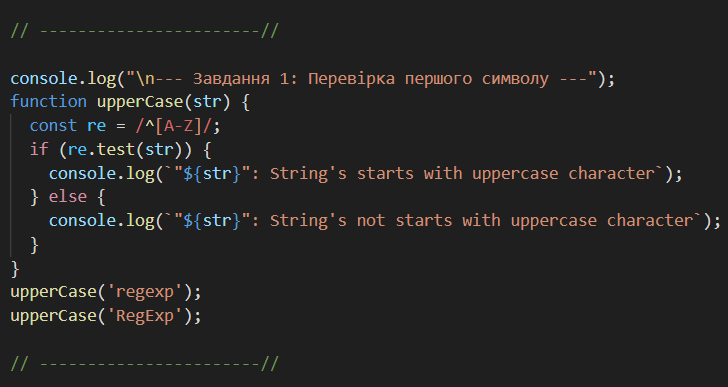 // -----------------------//
console.log("\n--- Завдання 1: Перевірка першого символу ---");
function upperCase(str) {
  const re = /^[A-Z]/;
  if (re.test(str)) {
    console.log(`"${str}": String's starts with uppercase character`);
  } else {
    console.log(`"${str}": String's not starts with uppercase character`);
  }
}
upperCase('regexp');
upperCase('RegExp');
// -----------------------//